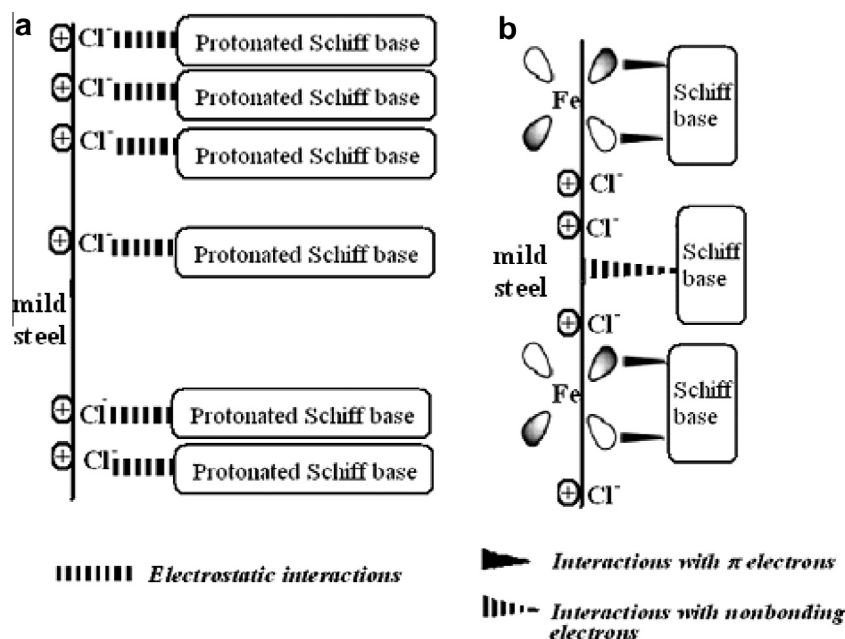 a
⊕ Cl⁻ Protonated Schiff base
⊕ Cl⁻ Protonated Schiff base
⊕ Cl⁻ Protonated Schiff base
⊕ Cl⁻ Protonated Schiff base
mild
steel
⊕ Cl⁻ Protonated Schiff base
⊕ Cl⁻ Protonated Schiff base
Electrostatic interactions
b
Fe
Schiff
base
⊕ Cl⁻
⊕ Cl⁻
mild
steel
Schiff
base
⊕ Cl⁻
Fe
Schiff
base
⊕ Cl⁻
Interactions with π electrons
Interactions with nonbonding
electrons